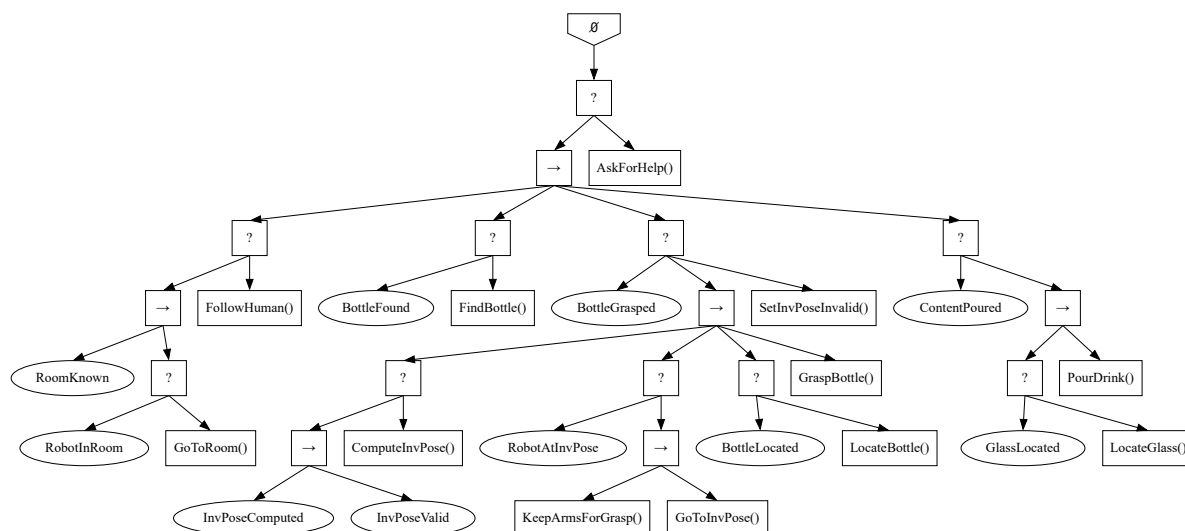 Ø
?
→ AskForHelp()
? ? ? ?
→ FollowHuman() BottleFound FindBottle() BottleGrasped → SetInvPoseInvalid() ContentPoured →
RoomKnown ? ? ? ? GraspBottle() ? PourDrink()
RobotInRoom GoToRoom() → ComputeInvPose() RobotAtInvPose → BottleLocated LocateBottle() GlassLocated LocateGlass()
InvPoseComputed InvPoseValid KeepArmsForGrasp() GoToInvPose()